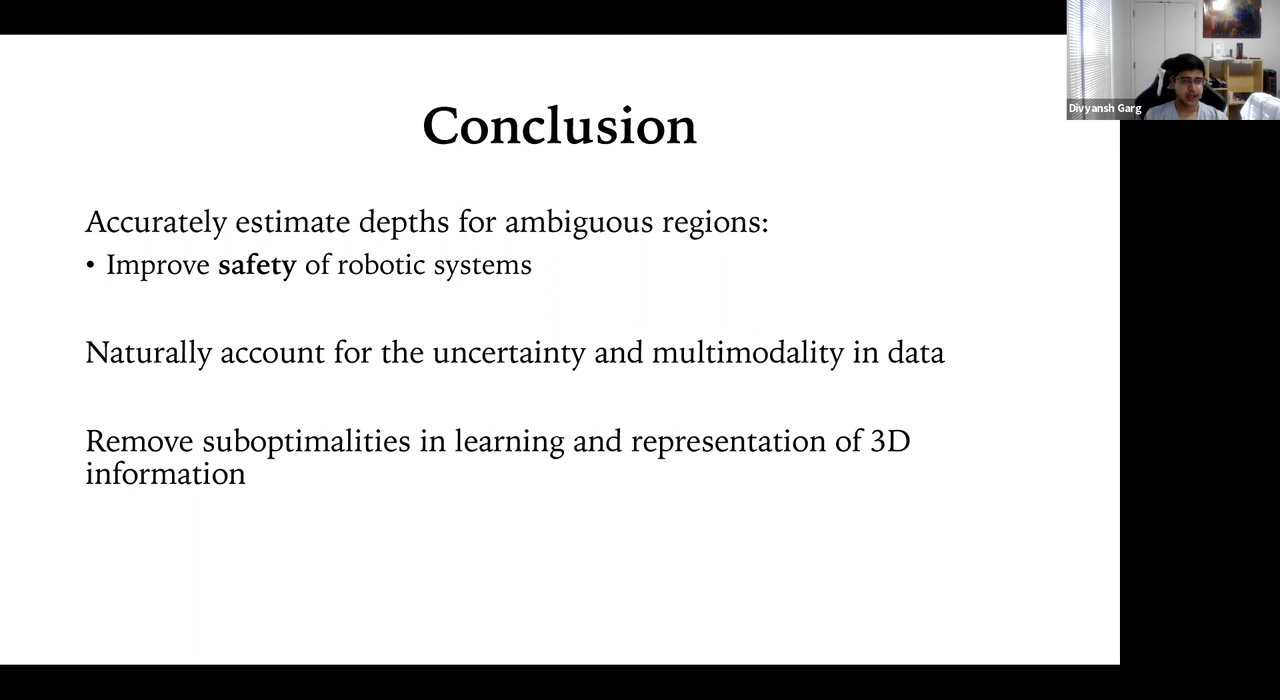 Conclusion
Divyansh Garg
Accurately estimate depths for ambiguous regions:
• Improve safety of robotic systems
Naturally account for the uncertainty and multimodality in data
Remove suboptimalities in learning and representation of 3D
information